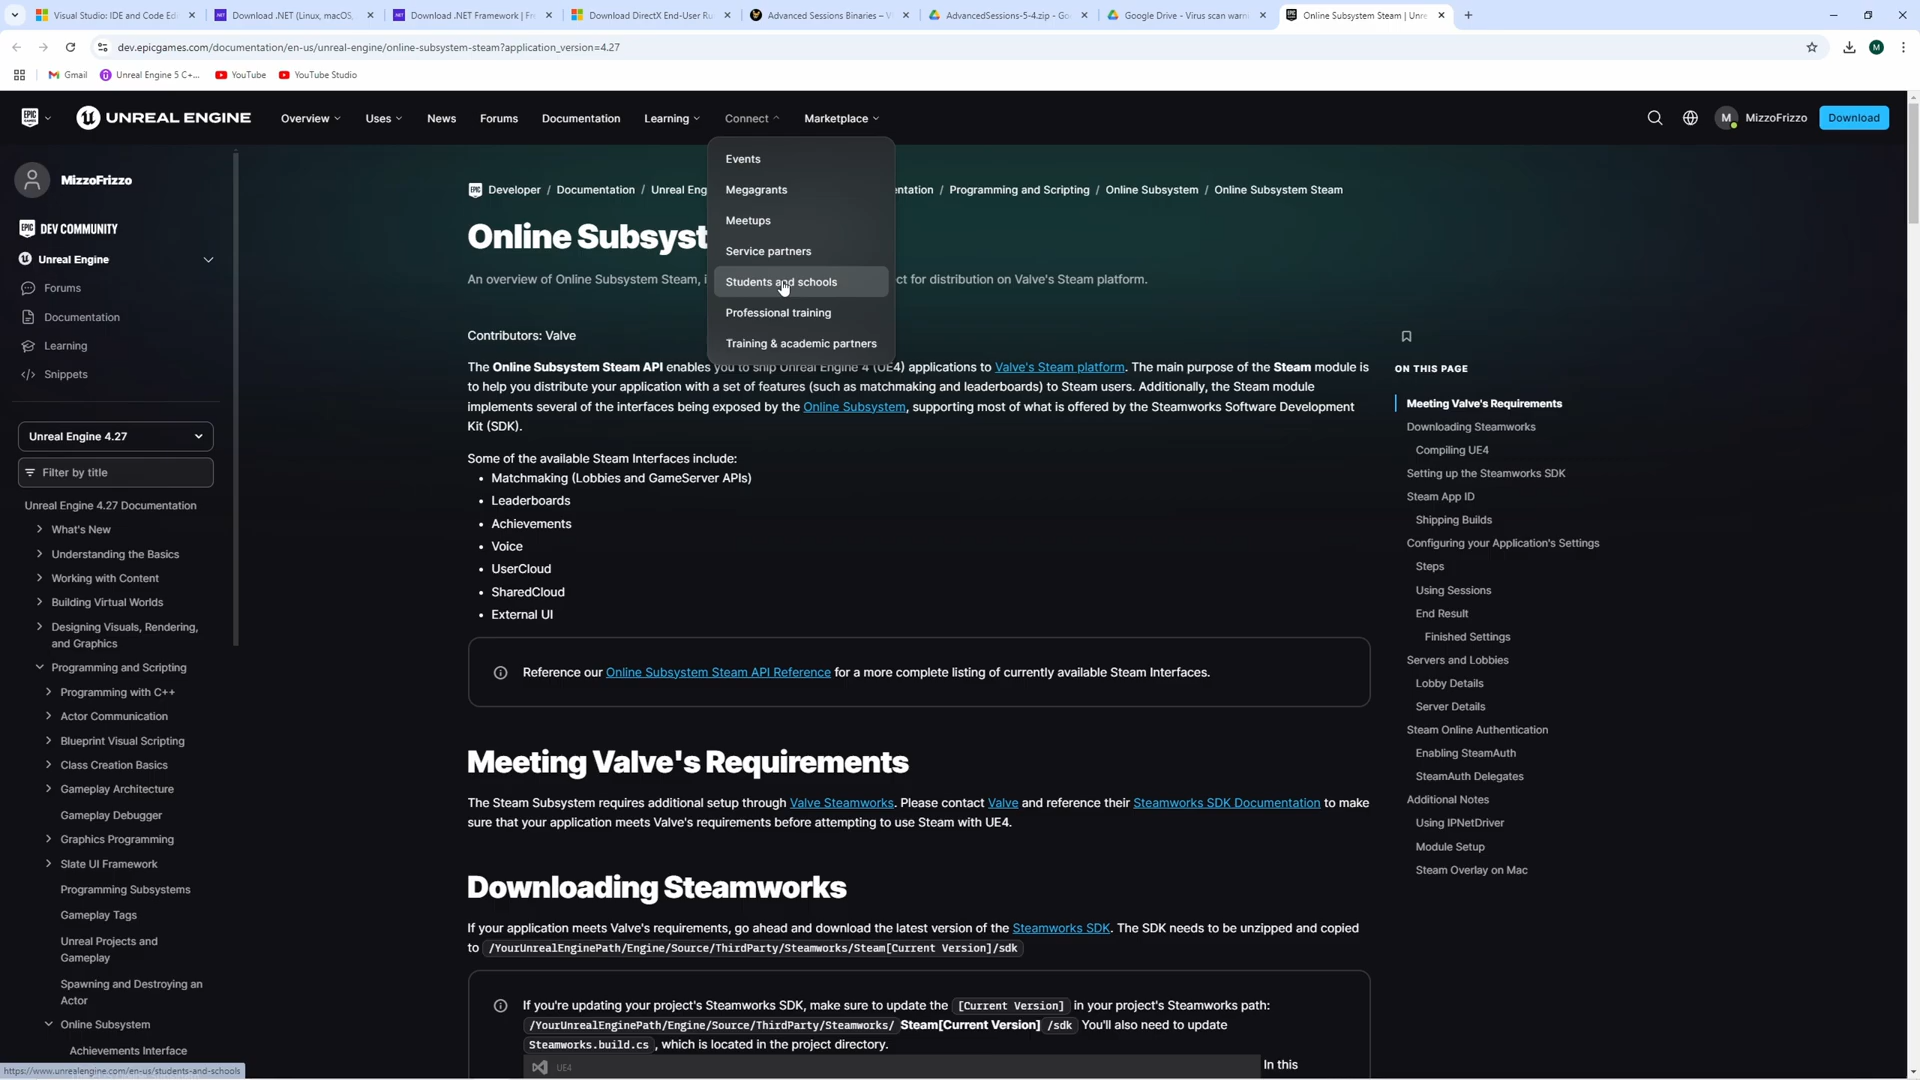 Visual Studio: IDE and Code Ed
Download .NET (Linux, macOS,
Download .NET Framework | Fr
Download DirectX End-User Ru
Advanced Sessions Binaries – V
AdvancedSessions-5-4.zip - Go
Google Drive - Virus scan warn
Online Subsystem Steam | Unre
dev.epicgames.com/documentation/en-us/unreal-engine/online-subsystem-steam?application_version=4.27
M
Gmail
Unreal Engine 5 C+...
YouTube
YouTube Studio
EPIC GAMES
UNREAL ENGINE
Overview
Uses
News
Forums
Documentation
Learning
Connect
Marketplace
M
MizzoFrizzo
Download
Events
Megagrants
Meetups
Service partners
Students and schools
Professional training
Training & academic partners
MizzoFrizzo
EPIC DEV COMMUNITY
Unreal Engine
Forums
Documentation
Learning
Snippets
Unreal Engine 4.27
Filter by title
Unreal Engine 4.27 Documentation
What's New
Understanding the Basics
Working with Content
Building Virtual Worlds
Designing Visuals, Rendering,
and Graphics
Programming and Scripting
Programming with C++
Actor Communication
Blueprint Visual Scripting
Class Creation Basics
Gameplay Architecture
Gameplay Debugger
Graphics Programming
Slate UI Framework
Programming Subsystems
Gameplay Tags
Unreal Projects and
Gameplay
Spawning and Destroying an
Actor
Online Subsystem
Achievements Interface
https://www.unrealengine.com/en-us/students-and-schools
EPIC Developer / Documentation / Unreal Eng ntation / Programming and Scripting / Online Subsystem / Online Subsystem Steam
Online Subsyst
An overview of Online Subsystem Steam, i ct for distribution on Valve's Steam platform.
Contributors: Valve
The Online Subsystem Steam API enables you to ship Unreal Engine 4 (UE4) applications to Valve's Steam platform. The main purpose of the Steam module is
to help you distribute your application with a set of features (such as matchmaking and leaderboards) to Steam users. Additionally, the Steam module
implements several of the interfaces being exposed by the Online Subsystem, supporting most of what is offered by the Steamworks Software Development
Kit (SDK).
Some of the available Steam Interfaces include:
• Matchmaking (Lobbies and GameServer APIs)
• Leaderboards
• Achievements
• Voice
• UserCloud
• SharedCloud
• External UI
Reference our Online Subsystem Steam API Reference for a more complete listing of currently available Steam Interfaces.
Meeting Valve's Requirements
The Steam Subsystem requires additional setup through Valve Steamworks. Please contact Valve and reference their Steamworks SDK Documentation to make
sure that your application meets Valve's requirements before attempting to use Steam with UE4.
Downloading Steamworks
If your application meets Valve's requirements, go ahead and download the latest version of the Steamworks SDK. The SDK needs to be unzipped and copied
to /YourUnrealEnginePath/Engine/Source/ThirdParty/Steamworks/Steam[Current Version]/sdk
If you're updating your project's Steamworks SDK, make sure to update the [Current Version] in your project's Steamworks path:
/YourUnrealEnginePath/Engine/Source/ThirdParty/Steamworks/ Steam[Current Version] /sdk You'll also need to update
Steamworks.build.cs, which is located in the project directory.
UE4 In this
ON THIS PAGE
Meeting Valve's Requirements
Downloading Steamworks
Compiling UE4
Setting up the Steamworks SDK
Steam App ID
Shipping Builds
Configuring your Application's Settings
Steps
Using Sessions
End Result
Finished Settings
Servers and Lobbies
Lobby Details
Server Details
Steam Online Authentication
Enabling SteamAuth
SteamAuth Delegates
Additional Notes
Using IPNetDriver
Module Setup
Steam Overlay on Mac